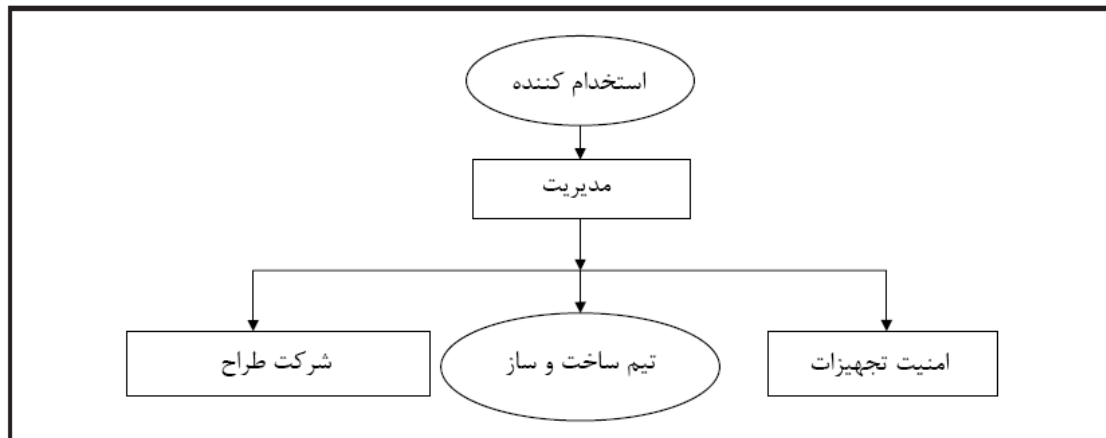 استخدام کننده
مدیریت
امنیت تجهیزات
تیم ساخت و ساز
شرکت طراح